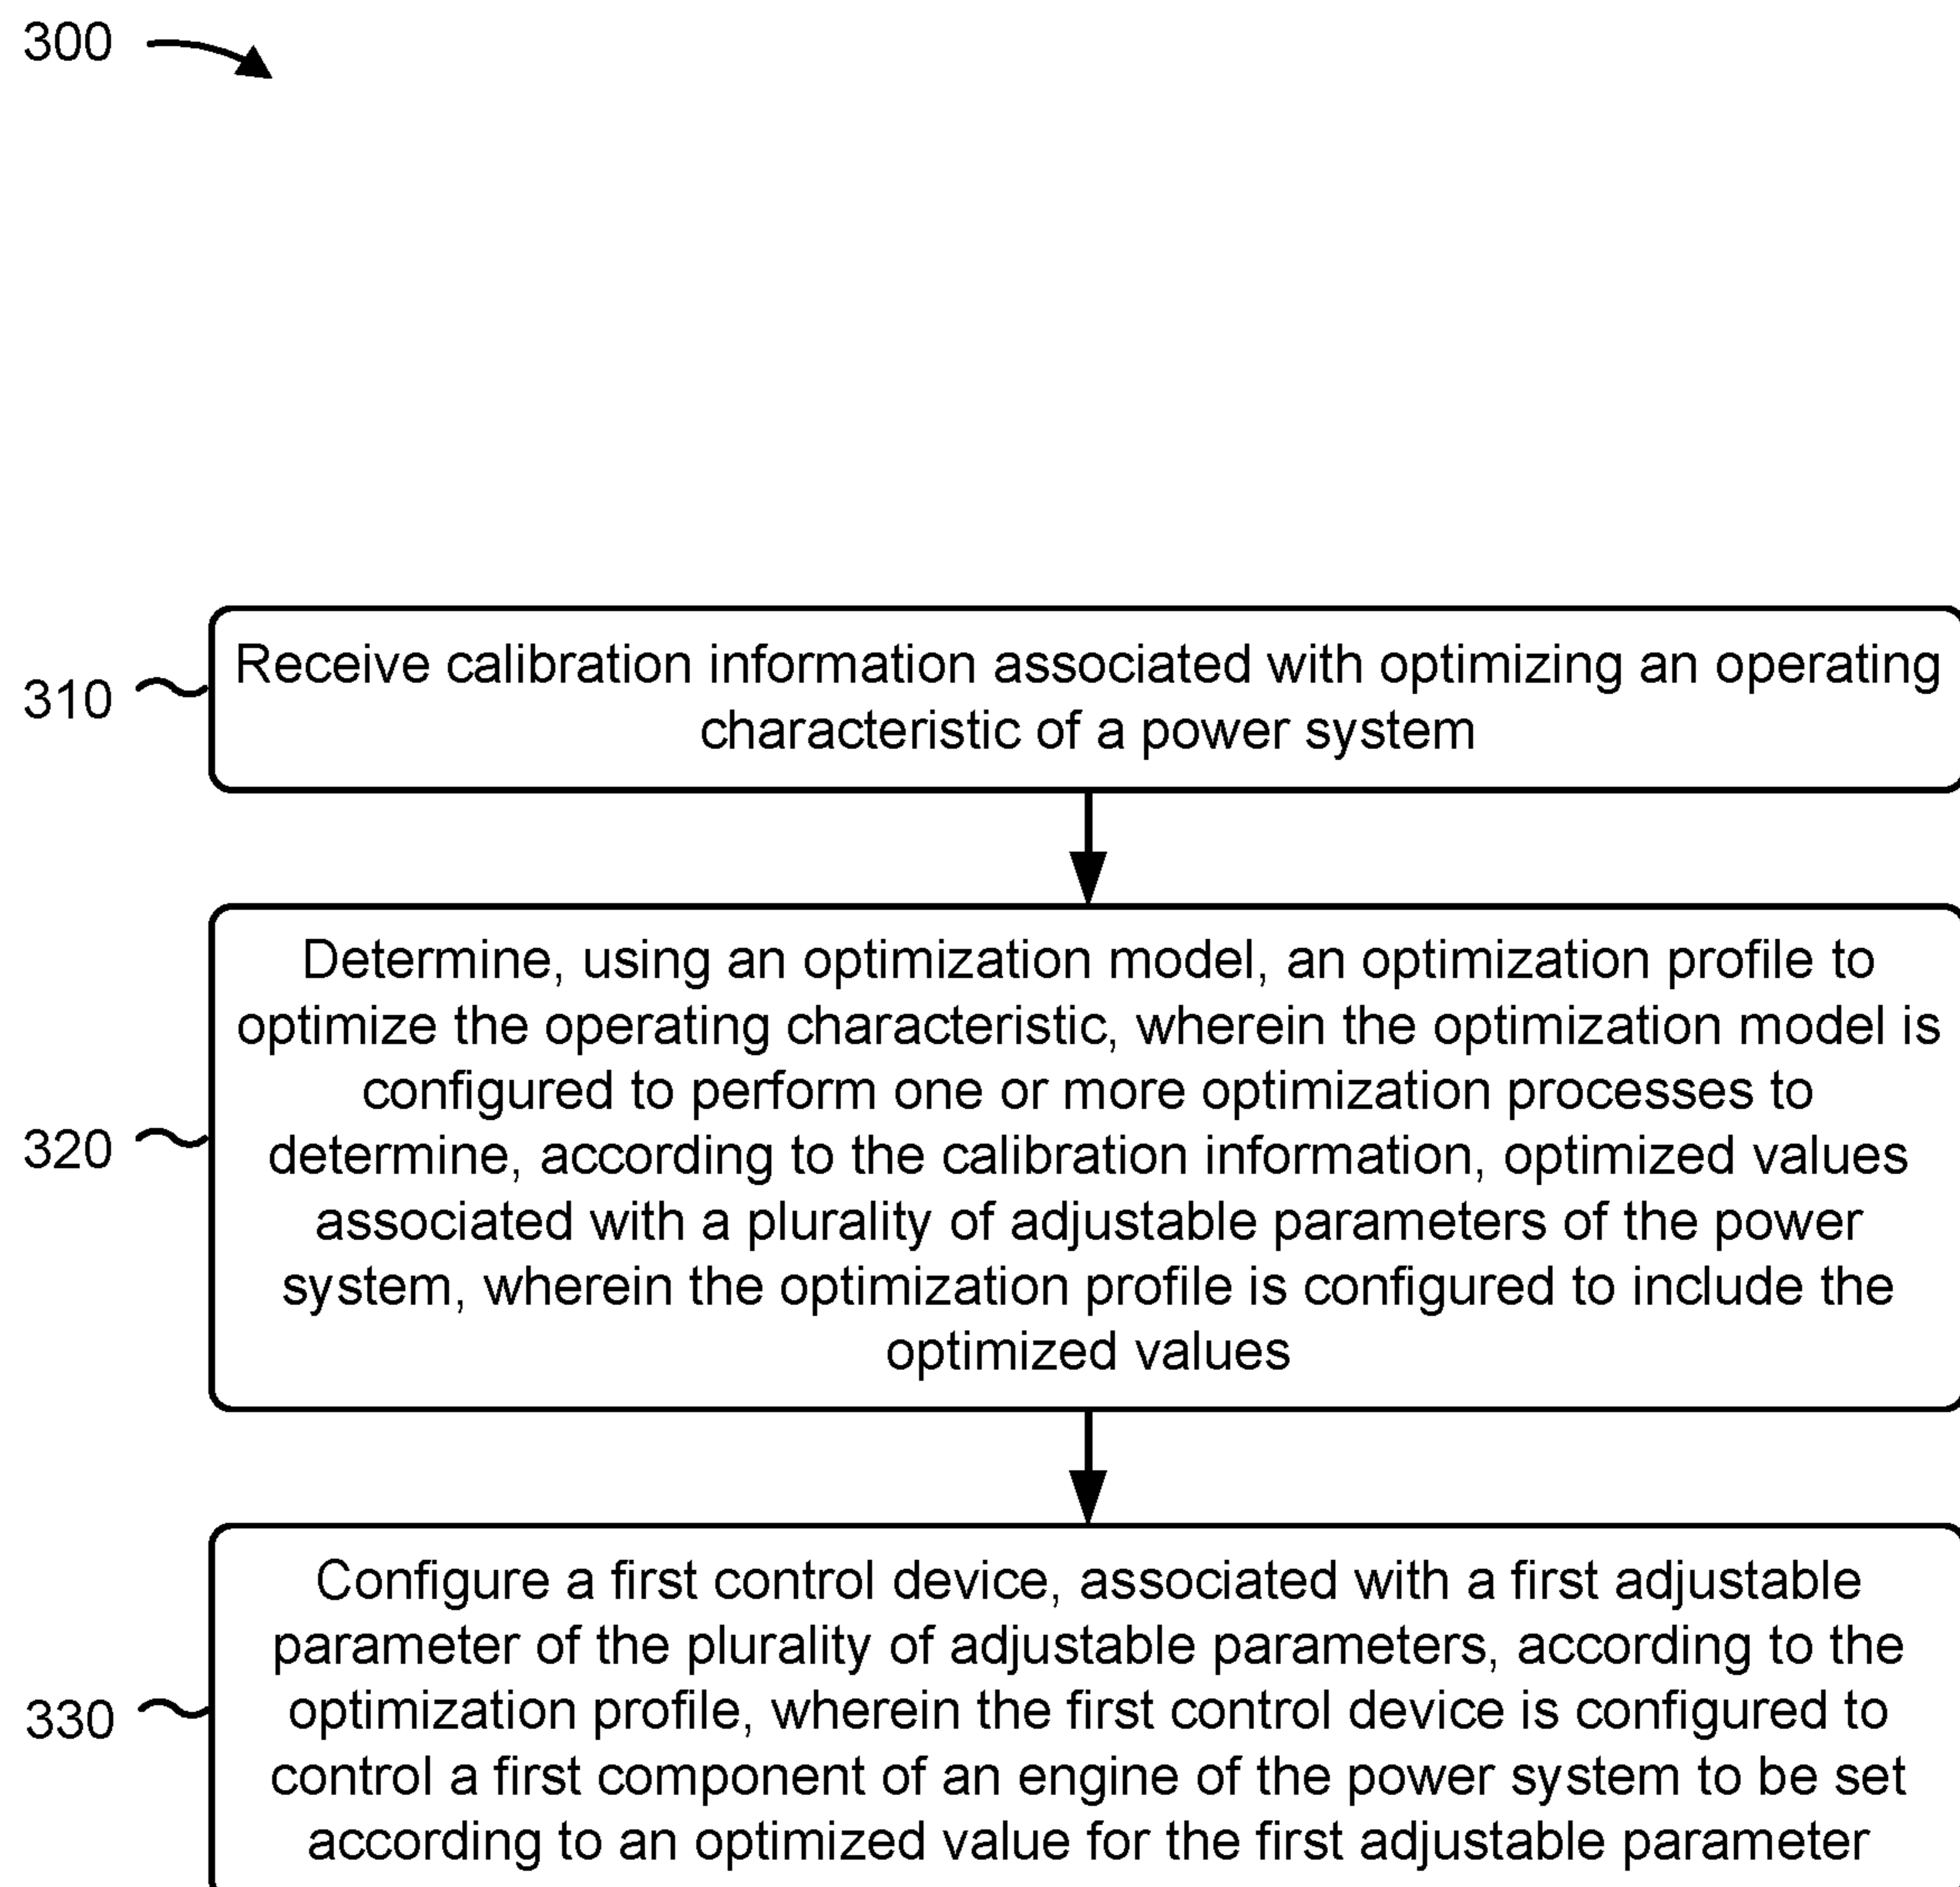 300
310
Receive calibration information associated with optimizing an operating
characteristic of a power system
320
Determine, using an optimization model, an optimization profile to
optimize the operating characteristic, wherein the optimization model is
configured to perform one or more optimization processes to
determine, according to the calibration information, optimized values
associated with a plurality of adjustable parameters of the power
system, wherein the optimization profile is configured to include the
optimized values
330
Configure a first control device, associated with a first adjustable
parameter of the plurality of adjustable parameters, according to the
optimization profile, wherein the first control device is configured to
control a first component of an engine of the power system to be set
according to an optimized value for the first adjustable parameter